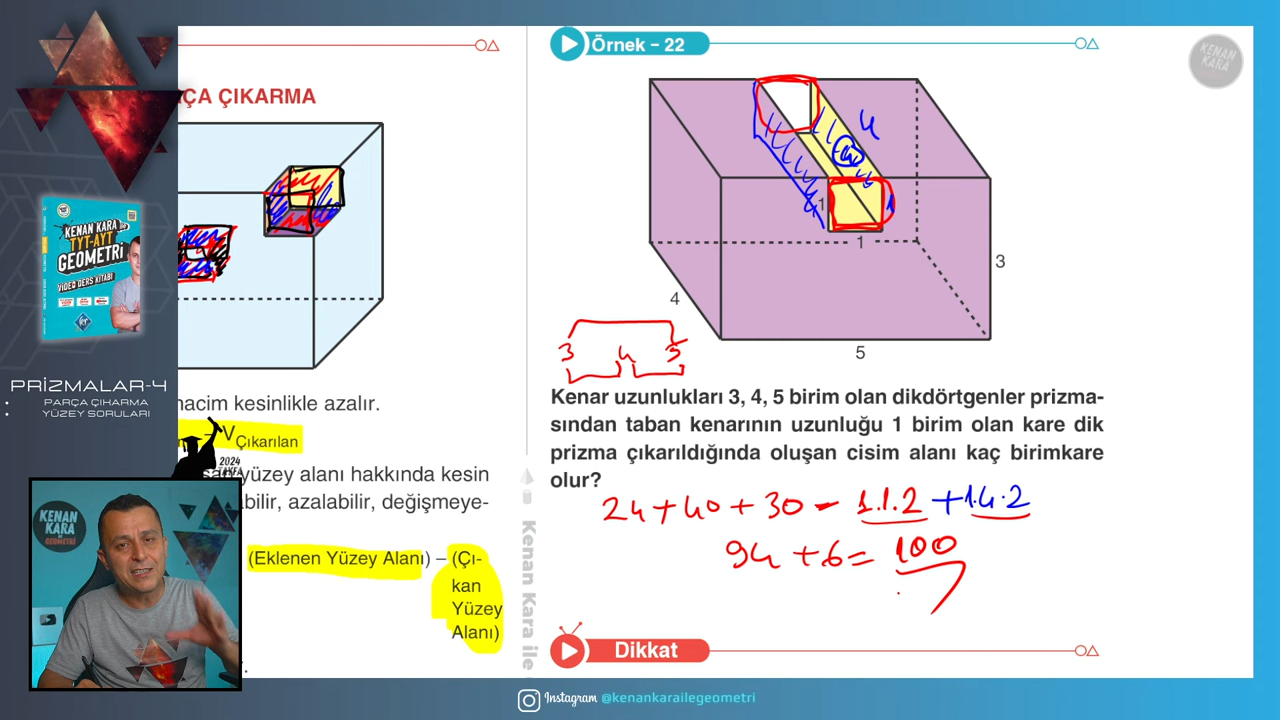 KENAN KARA
TYT-AYT
GEOMETRİ
VİDEO DERS KİTABI
PRİZMALAR-4
PARÇA ÇIKARMA
YÜZEY SORULARI
ÇA ÇIKARMA
hacim kesinlikle azalır.
– V Çıkarılan
2024
yüzey alanı hakkında kesin
bilir, azalabilir, değişmeye-
(Eklenen Yüzey Alanı) – (Çı-
kan
Yüzey
Alanı)
KENAN KARA
Kenan Kara ile
Örnek – 22
KENAN
KARA
4
1
1
3
4
5
3 4 5
Kenar uzunlukları 3, 4, 5 birim olan dikdörtgenler prizma-
sından taban kenarının uzunluğu 1 birim olan kare dik
prizma çıkarıldığında oluşan cisim alanı kaç birimkare
olur?
24 + 40 + 30 - 1.1.2 + 1.4.2
94 + 6 = 100
Dikkat
Instagram @kenankarailegeometri